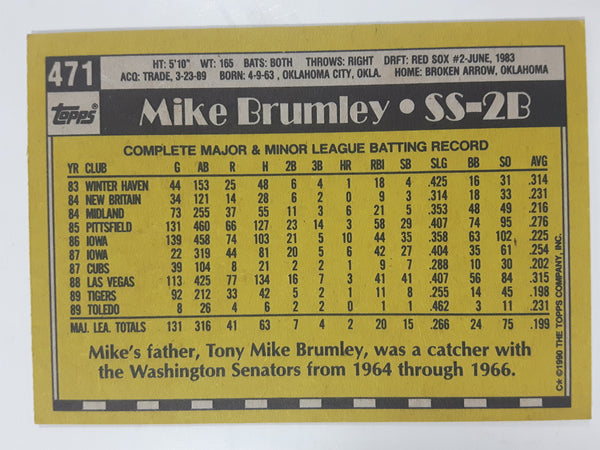 471
HT: 5'10" WT: 165 BATS: BOTH THROWS: RIGHT DRFT: RED SOX #2-JUNE, 1983
ACQ: TRADE, 3-23-89 BORN: 4-9-63, OKLAHOMA CITY, OKLA. HOME: BROKEN ARROW, OKLAHOMA
Topps
Mike Brumley • SS-2B
COMPLETE MAJOR & MINOR LEAGUE BATTING RECORD
YR CLUB G AB R H 2B 3B HR RBI SB SLG BB SO AVG
83 WINTER HAVEN 44 153 25 48 6 4 1 18 4 .425 16 31 .314
84 NEW BRITAIN 34 121 14 28 6 2 0 9 3 .314 18 33 .231
84 MIDLAND 73 255 37 55 11 3 6 21 5 .353 48 49 .216
85 PITTSFIELD 131 460 66 127 23 14 3 58 29 .407 74 95 .276
86 IOWA 139 458 74 103 21 5 10 44 35 .358 63 102 .225
87 IOWA 22 319 44 81 20 5 6 42 27 .404 35 61 .254
87 CUBS 39 104 8 21 2 2 1 9 7 .288 10 30 .202
88 LAS VEGAS 113 425 77 134 16 7 3 41 41 .407 56 84 .315
89 TIGERS 92 212 33 42 5 2 1 11 8 .255 14 45 .198
89 TOLEDO 8 26 4 6 2 2 0 1 0 .462 3 11 .231
MAJ. LEA. TOTALS 131 316 41 63 7 4 2 20 15 .266 24 75 .199
Mike's father, Tony Mike Brumley, was a catcher with
the Washington Senators from 1964 through 1966.
C* ©1990 THE TOPPS COMPANY, INC.